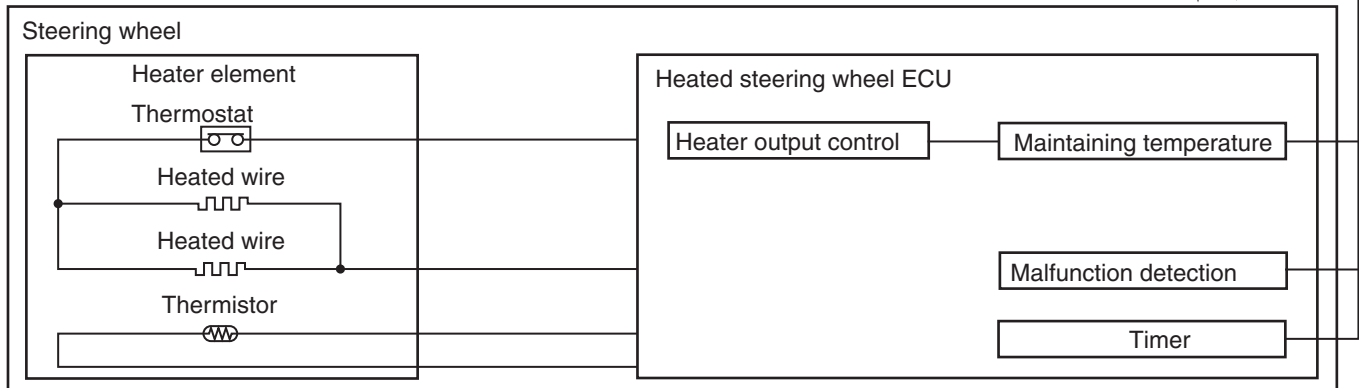 Steering wheel
Heater element
Thermostat
Heated wire
Heated wire
Thermistor
Heated steering wheel ECU
Heater output control
Maintaining temperature
Malfunction detection
Timer